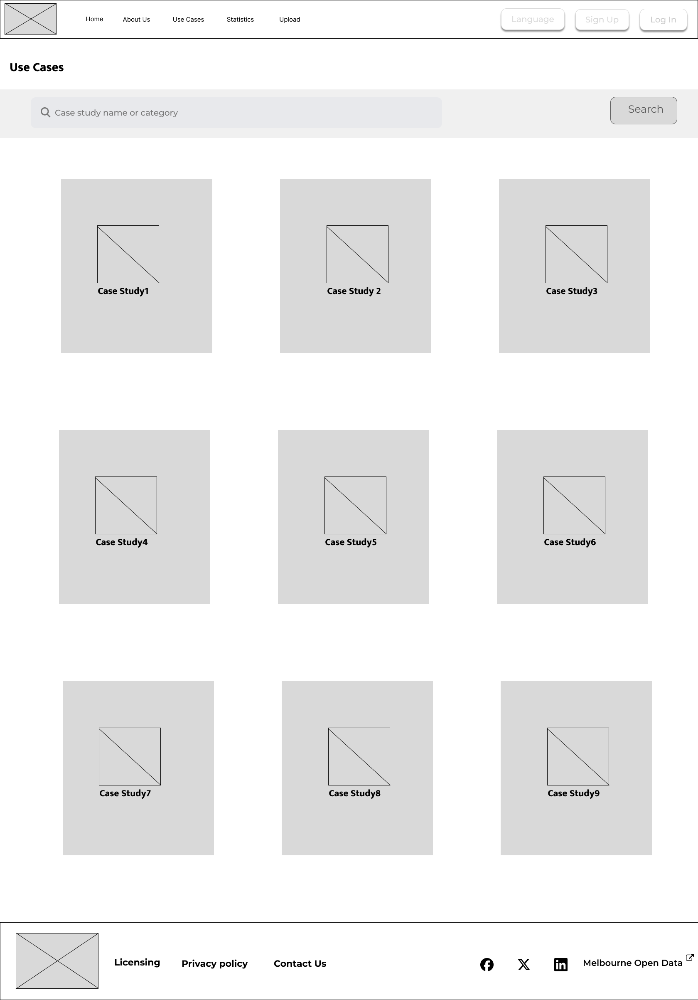 Home About Us Use Cases Statistics Upload Language Sign Up Log In
Use Cases
Case study name or category Search
Case Study1 Case Study 2 Case Study3
Case Study4 Case Study5 Case Study6
Case Study7 Case Study8 Case Study9
Licensing Privacy policy Contact Us Melbourne Open Data